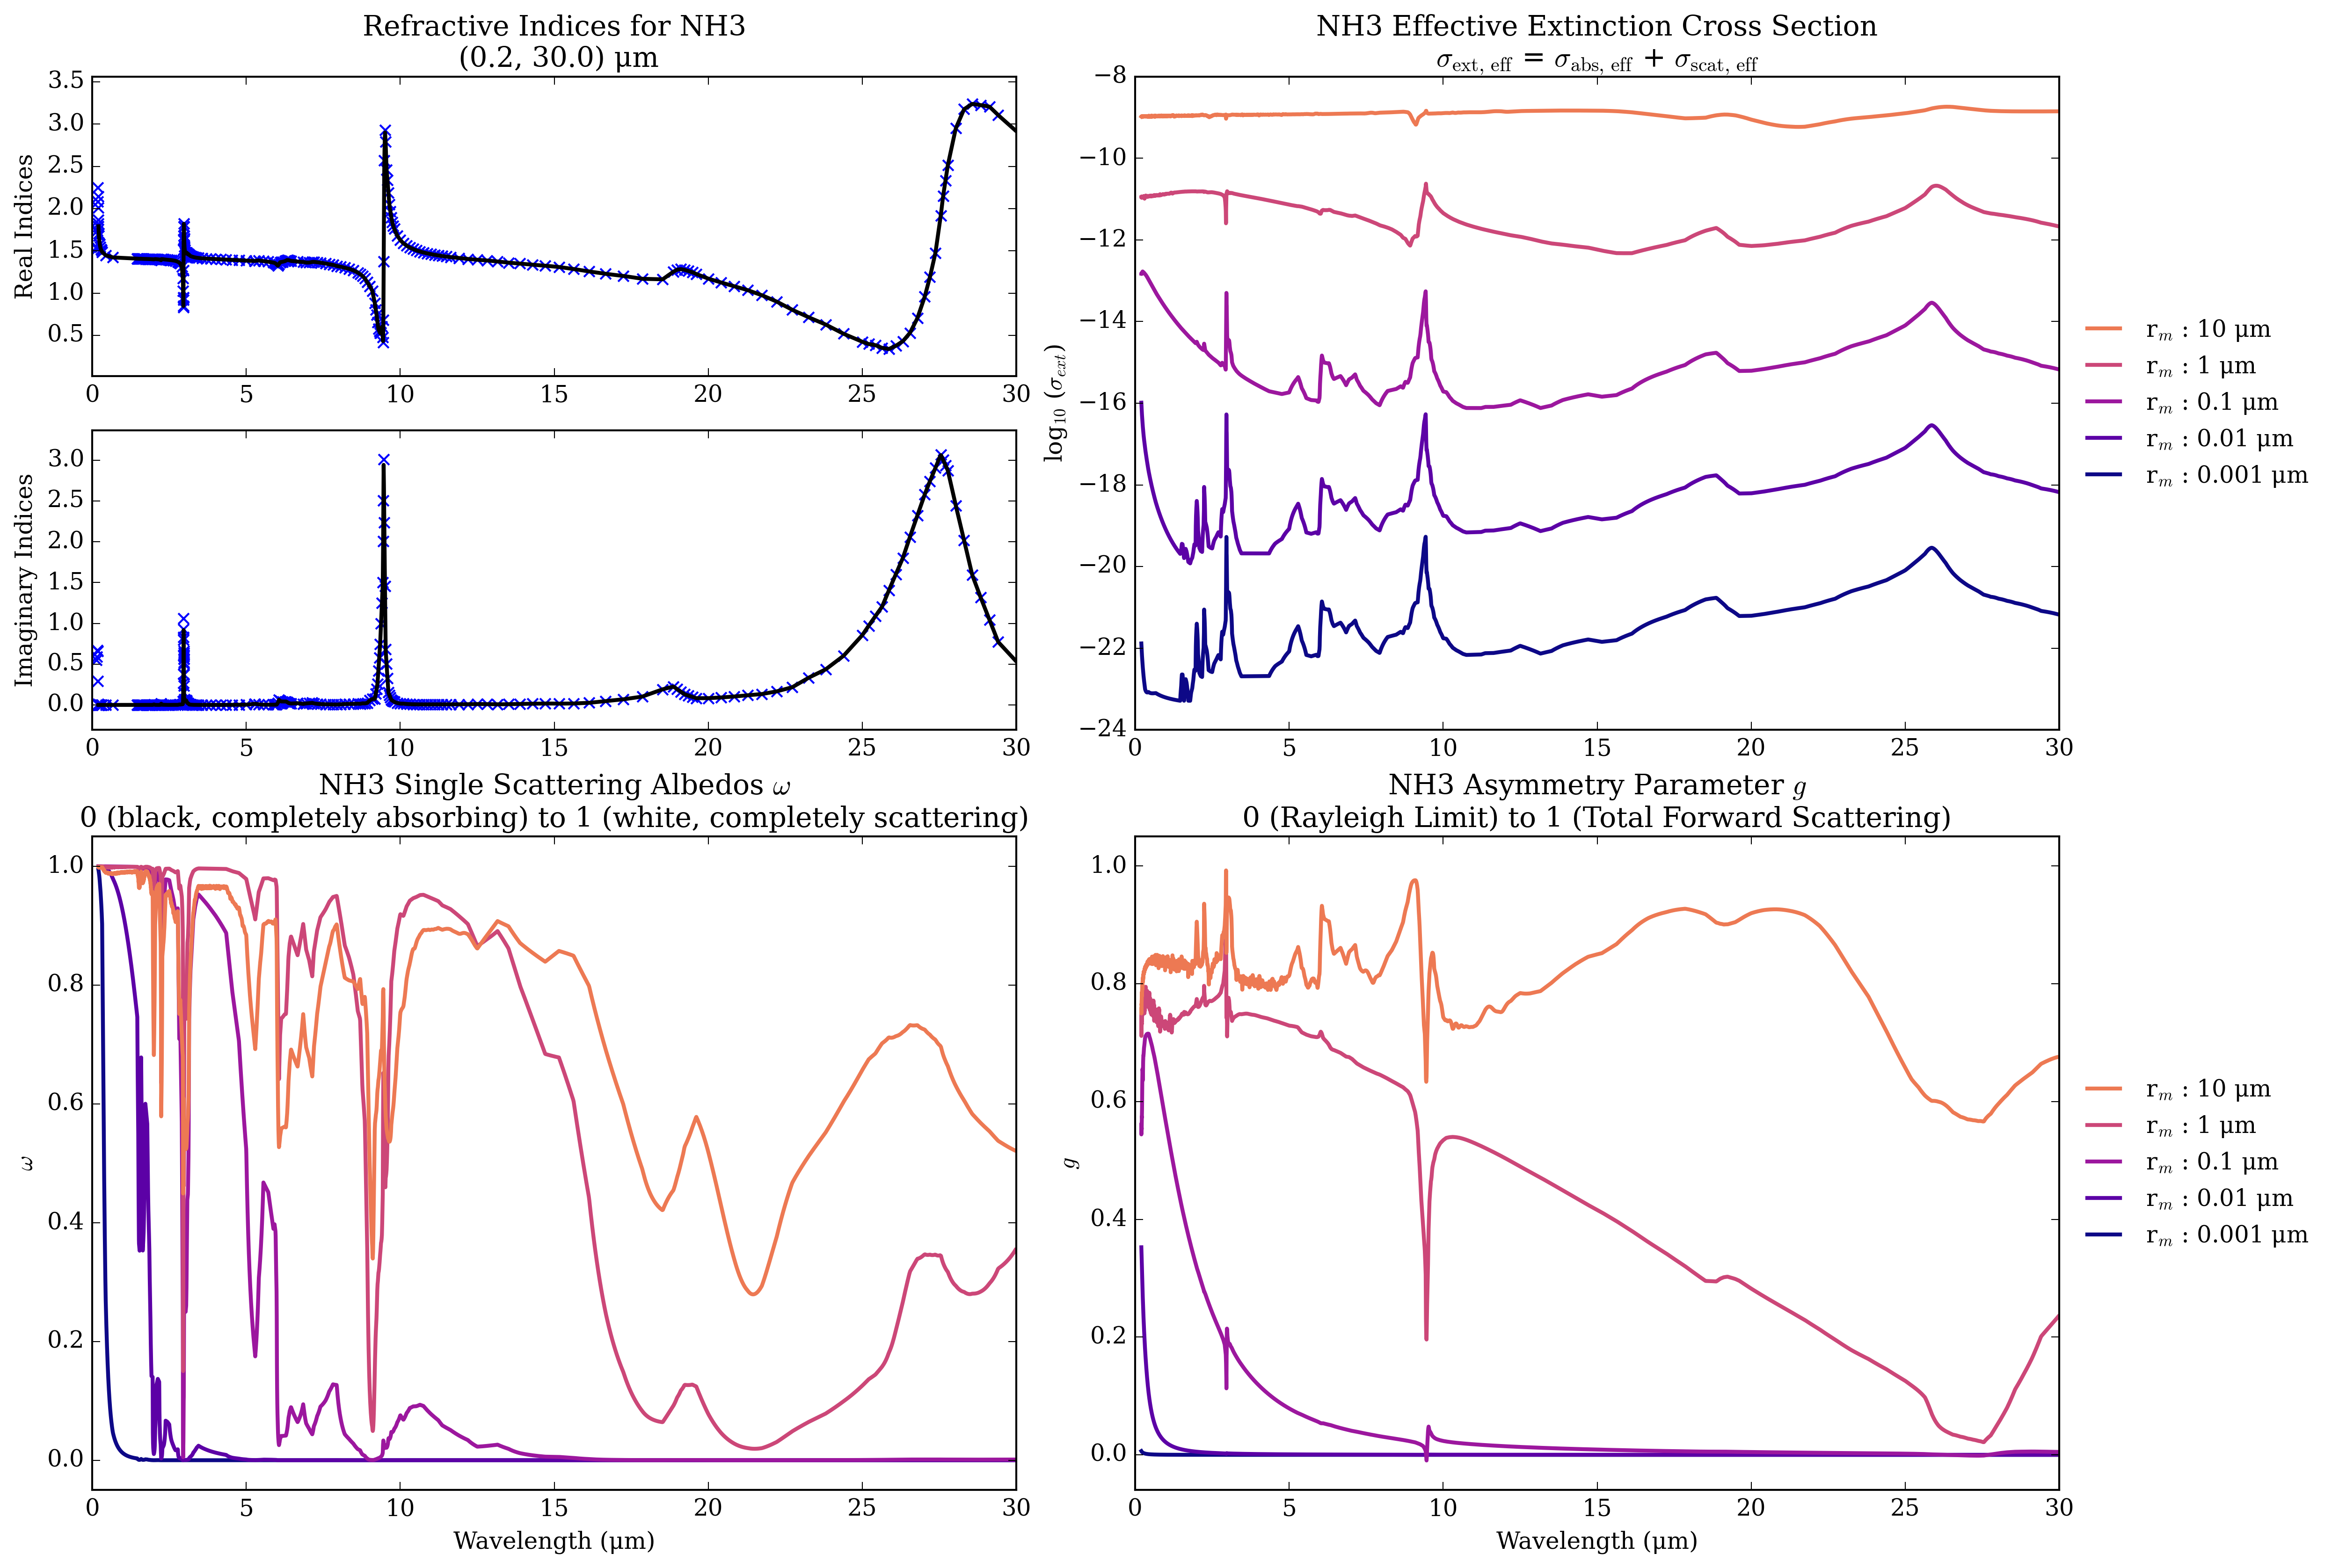 Refractive Indices for NH3
(0.2, 30.0) µm
Real Indices
3.5
3.0
2.5
2.0
1.5
1.0
0.5
0 5 10 15 20 25 30
Imaginary Indices
3.0
2.5
2.0
1.5
1.0
0.5
0.0
0 5 10 15 20 25 30
NH3 Effective Extinction Cross Section
σext, eff = σabs, eff + σscat, eff
log10 (σext)
−8
−10
−12
−14
−16
−18
−20
−22
−24
0 5 10 15 20 25 30
rm : 10 µm
rm : 1 µm
rm : 0.1 µm
rm : 0.01 µm
rm : 0.001 µm
NH3 Single Scattering Albedos ω
0 (black, completely absorbing) to 1 (white, completely scattering)
ω
1.0
0.8
0.6
0.4
0.2
0.0
0 5 10 15 20 25 30
Wavelength (µm)
NH3 Asymmetry Parameter g
0 (Rayleigh Limit) to 1 (Total Forward Scattering)
g
1.0
0.8
0.6
0.4
0.2
0.0
0 5 10 15 20 25 30
Wavelength (µm)
rm : 10 µm
rm : 1 µm
rm : 0.1 µm
rm : 0.01 µm
rm : 0.001 µm